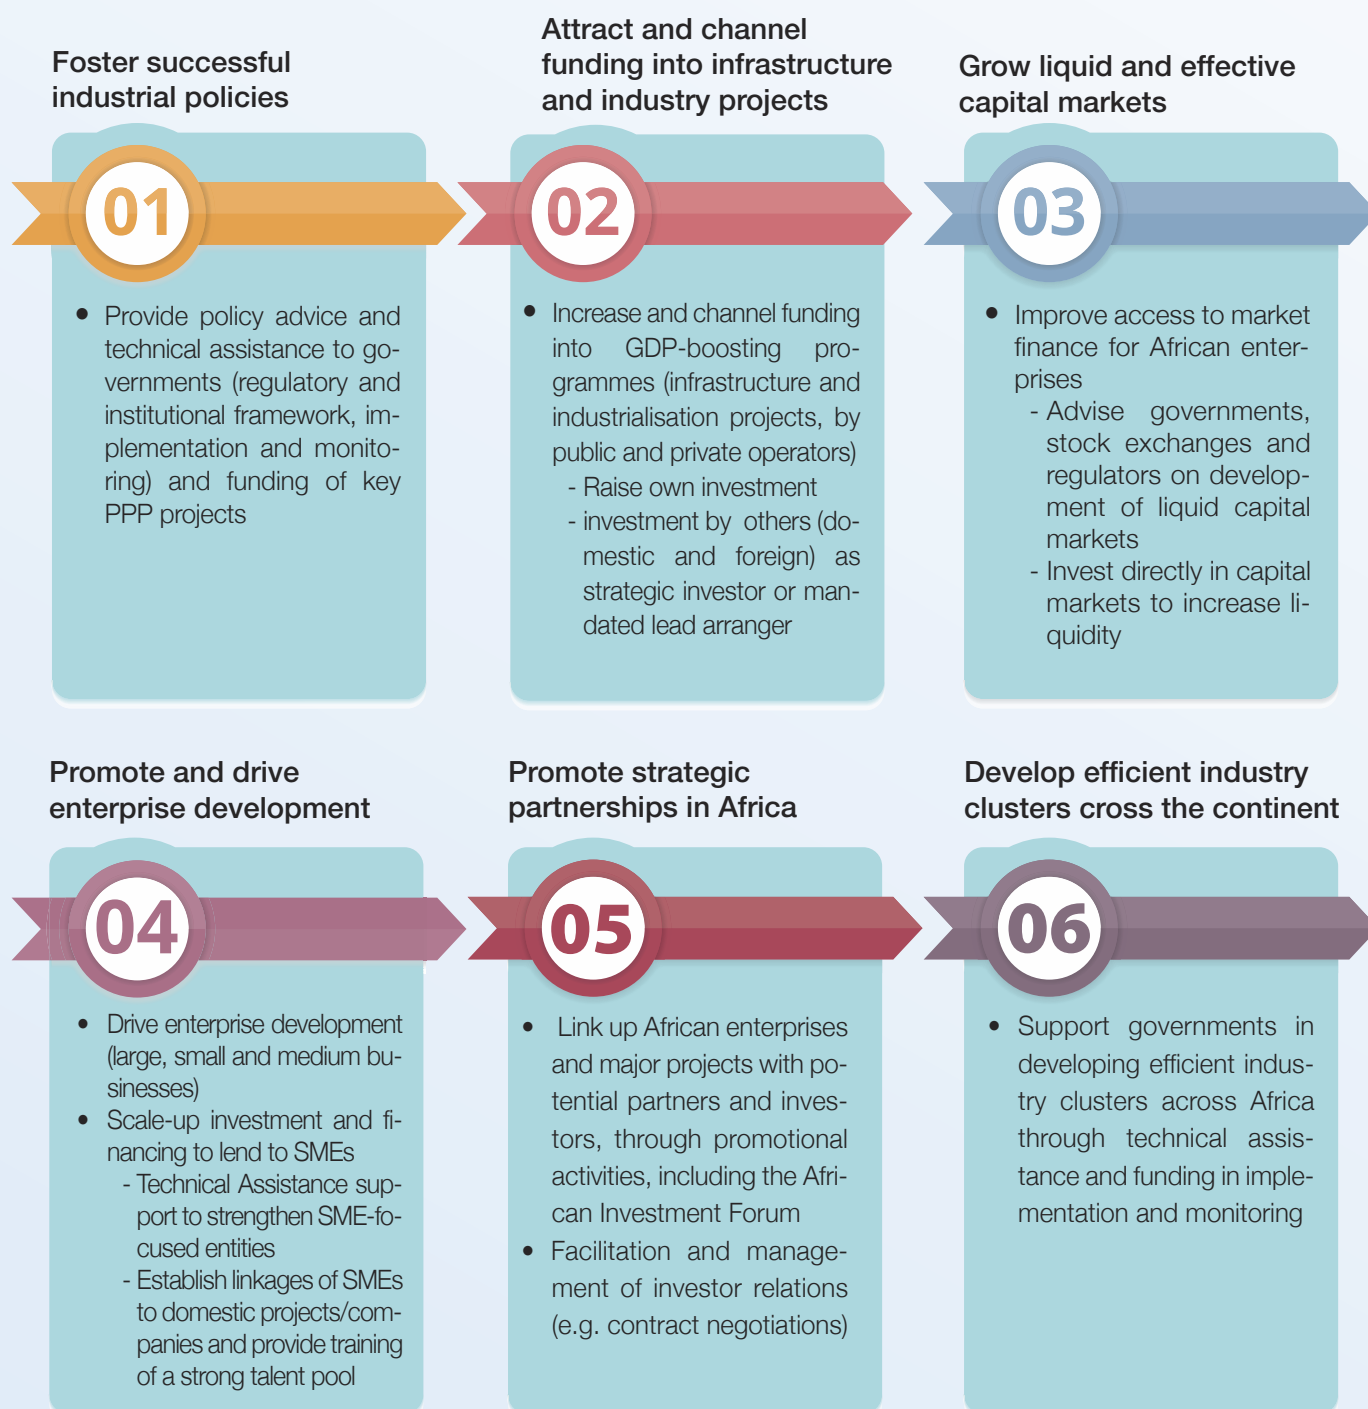 Foster successful
industrial policies
01
• Provide policy advice and
technical assistance to go-
vernments (regulatory and
institutional framework, im-
plementation and monito-
ring) and funding of key
PPP projects
Attract and channel
funding into infrastructure
and industry projects
02
• Increase and channel funding
into GDP-boosting pro-
grammes (infrastructure and
industrialisation projects, by
public and private operators)
- Raise own investment
- investment by others (do-
mestic and foreign) as
strategic investor or man-
dated lead arranger
Grow liquid and effective
capital markets
03
• Improve access to market
finance for African enter-
prises
- Advise governments,
stock exchanges and
regulators on develop-
ment of liquid capital
markets
- Invest directly in capital
markets to increase li-
quidity
Promote and drive
enterprise development
04
• Drive enterprise development
(large, small and medium bu-
sinesses)
• Scale-up investment and fi-
nancing to lend to SMEs
- Technical Assistance sup-
port to strengthen SME-fo-
cused entities
- Establish linkages of SMEs
to domestic projects/com-
panies and provide training
of a strong talent pool
Promote strategic
partnerships in Africa
05
• Link up African enterprises
and major projects with po-
tential partners and inves-
tors, through promotional
activities, including the Afri-
can Investment Forum
• Facilitation and manage-
ment of investor relations
(e.g. contract negotiations)
Develop efficient industry
clusters cross the continent
06
• Support governments in
developing efficient indus-
try clusters across Africa
through technical assis-
tance and funding in imple-
mentation and monitoring